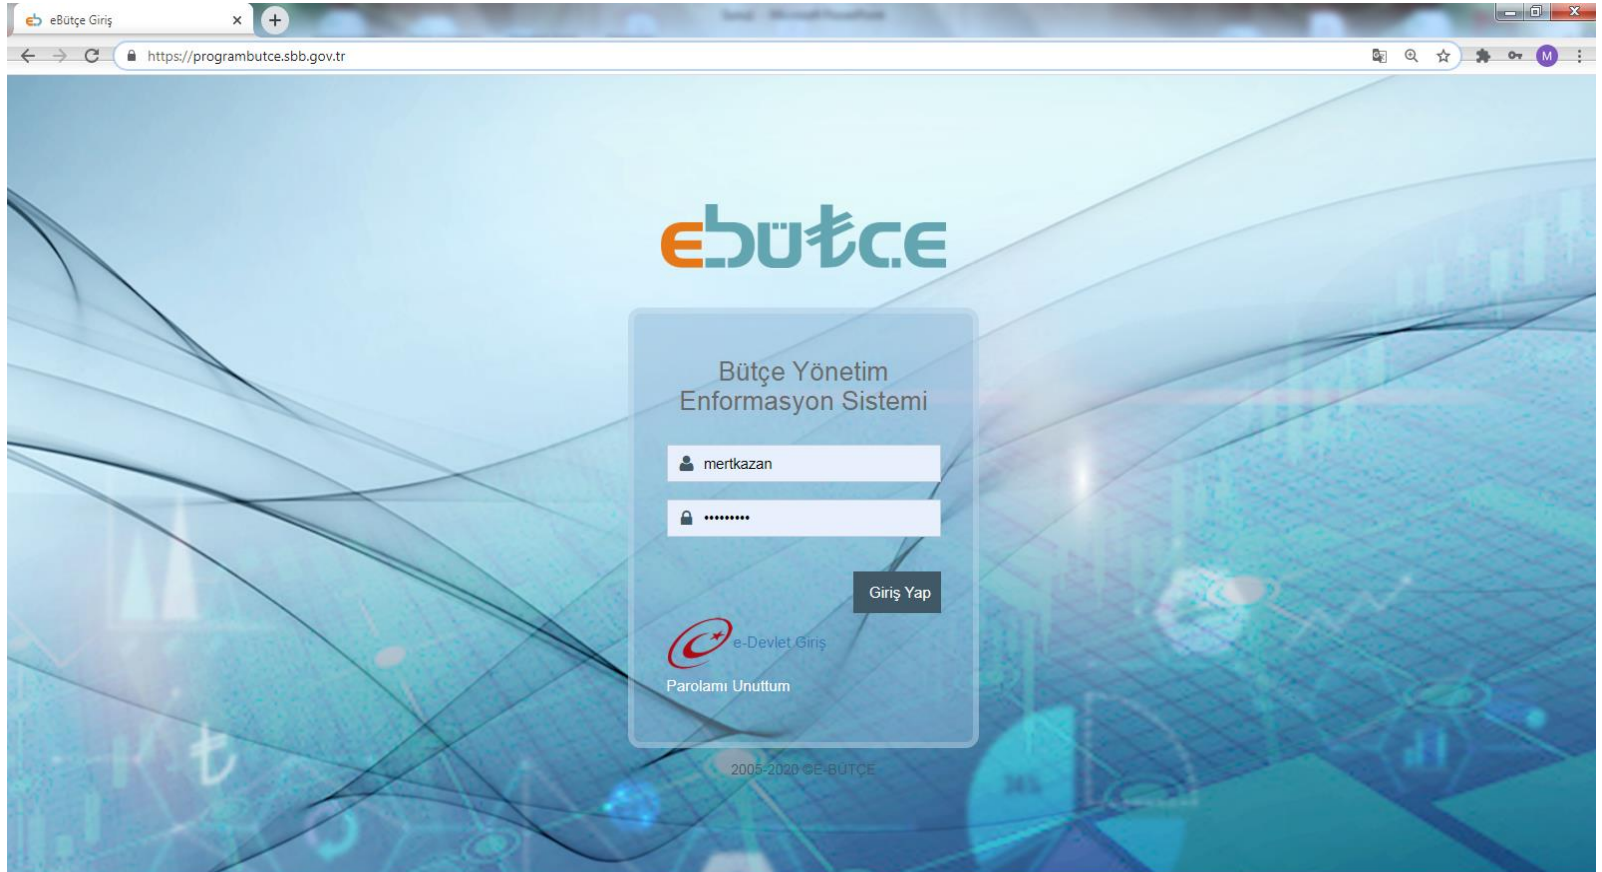 eBütçe Giriş
https://programbutce.sbb.gov.tr
M
ebütçe
Bütçe Yönetim
Enformasyon Sistemi
mertkazan
•••••••••
Giriş Yap
e-Devlet Giriş
Parolamı Unuttum
2005-2020 ©E-BÜTÇE